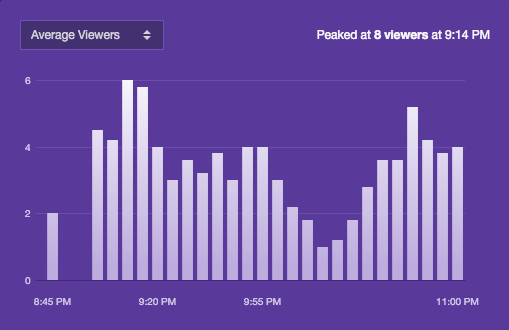 Average Viewers
Peaked at 8 viewers at 9:14 PM
6
4
2
0
8:45 PM
9:20 PM
9:55 PM
11:00 PM